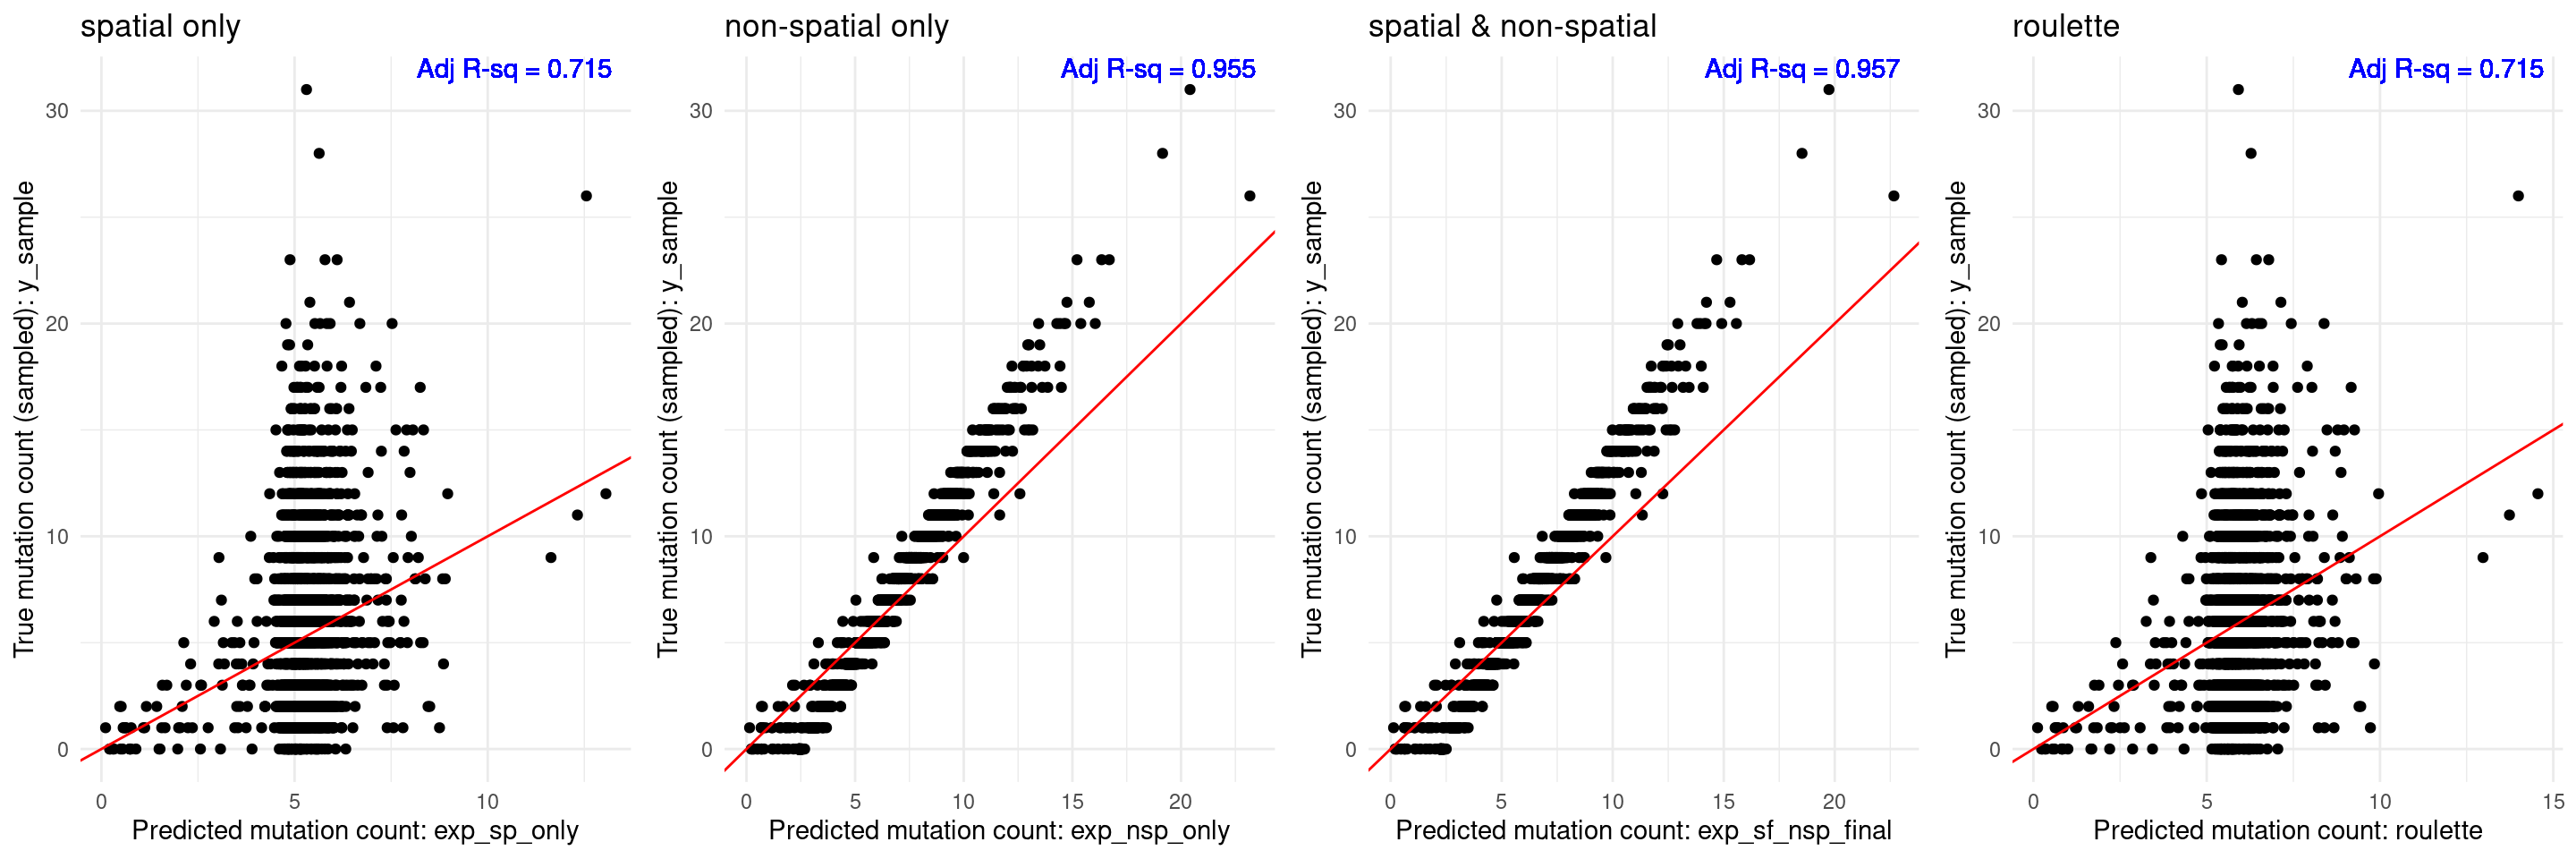 spatial only
Adj R-sq = 0.715
True mutation count (sampled): y_sample
30
20
10
0
0 5 10
Predicted mutation count: exp_sp_only
non-spatial only
Adj R-sq = 0.955
True mutation count (sampled): y_sample
30
20
10
0
0 5 10 15 20
Predicted mutation count: exp_nsp_only
spatial & non-spatial
Adj R-sq = 0.957
True mutation count (sampled): y_sample
30
20
10
0
0 5 10 15 20
Predicted mutation count: exp_sf_nsp_final
roulette
Adj R-sq = 0.715
True mutation count (sampled): y_sample
30
20
10
0
0 5 10 15
Predicted mutation count: roulette